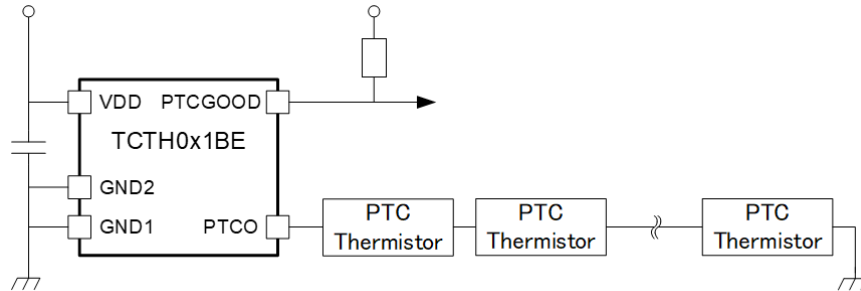 VDD PTCGOOD
TCTH0x1BE
GND2
GND1 PTCO
PTC
Thermistor
PTC
Thermistor
PTC
Thermistor